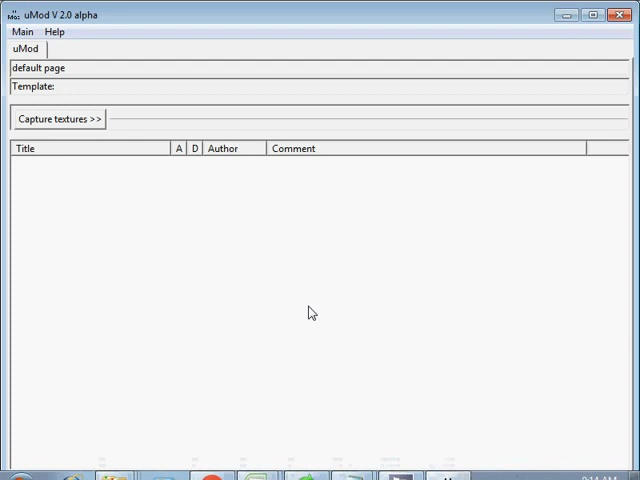 uMod V 2.0 alpha
Main Help
uMod
default page
Template:
Capture textures >>
Title A D Author Comment